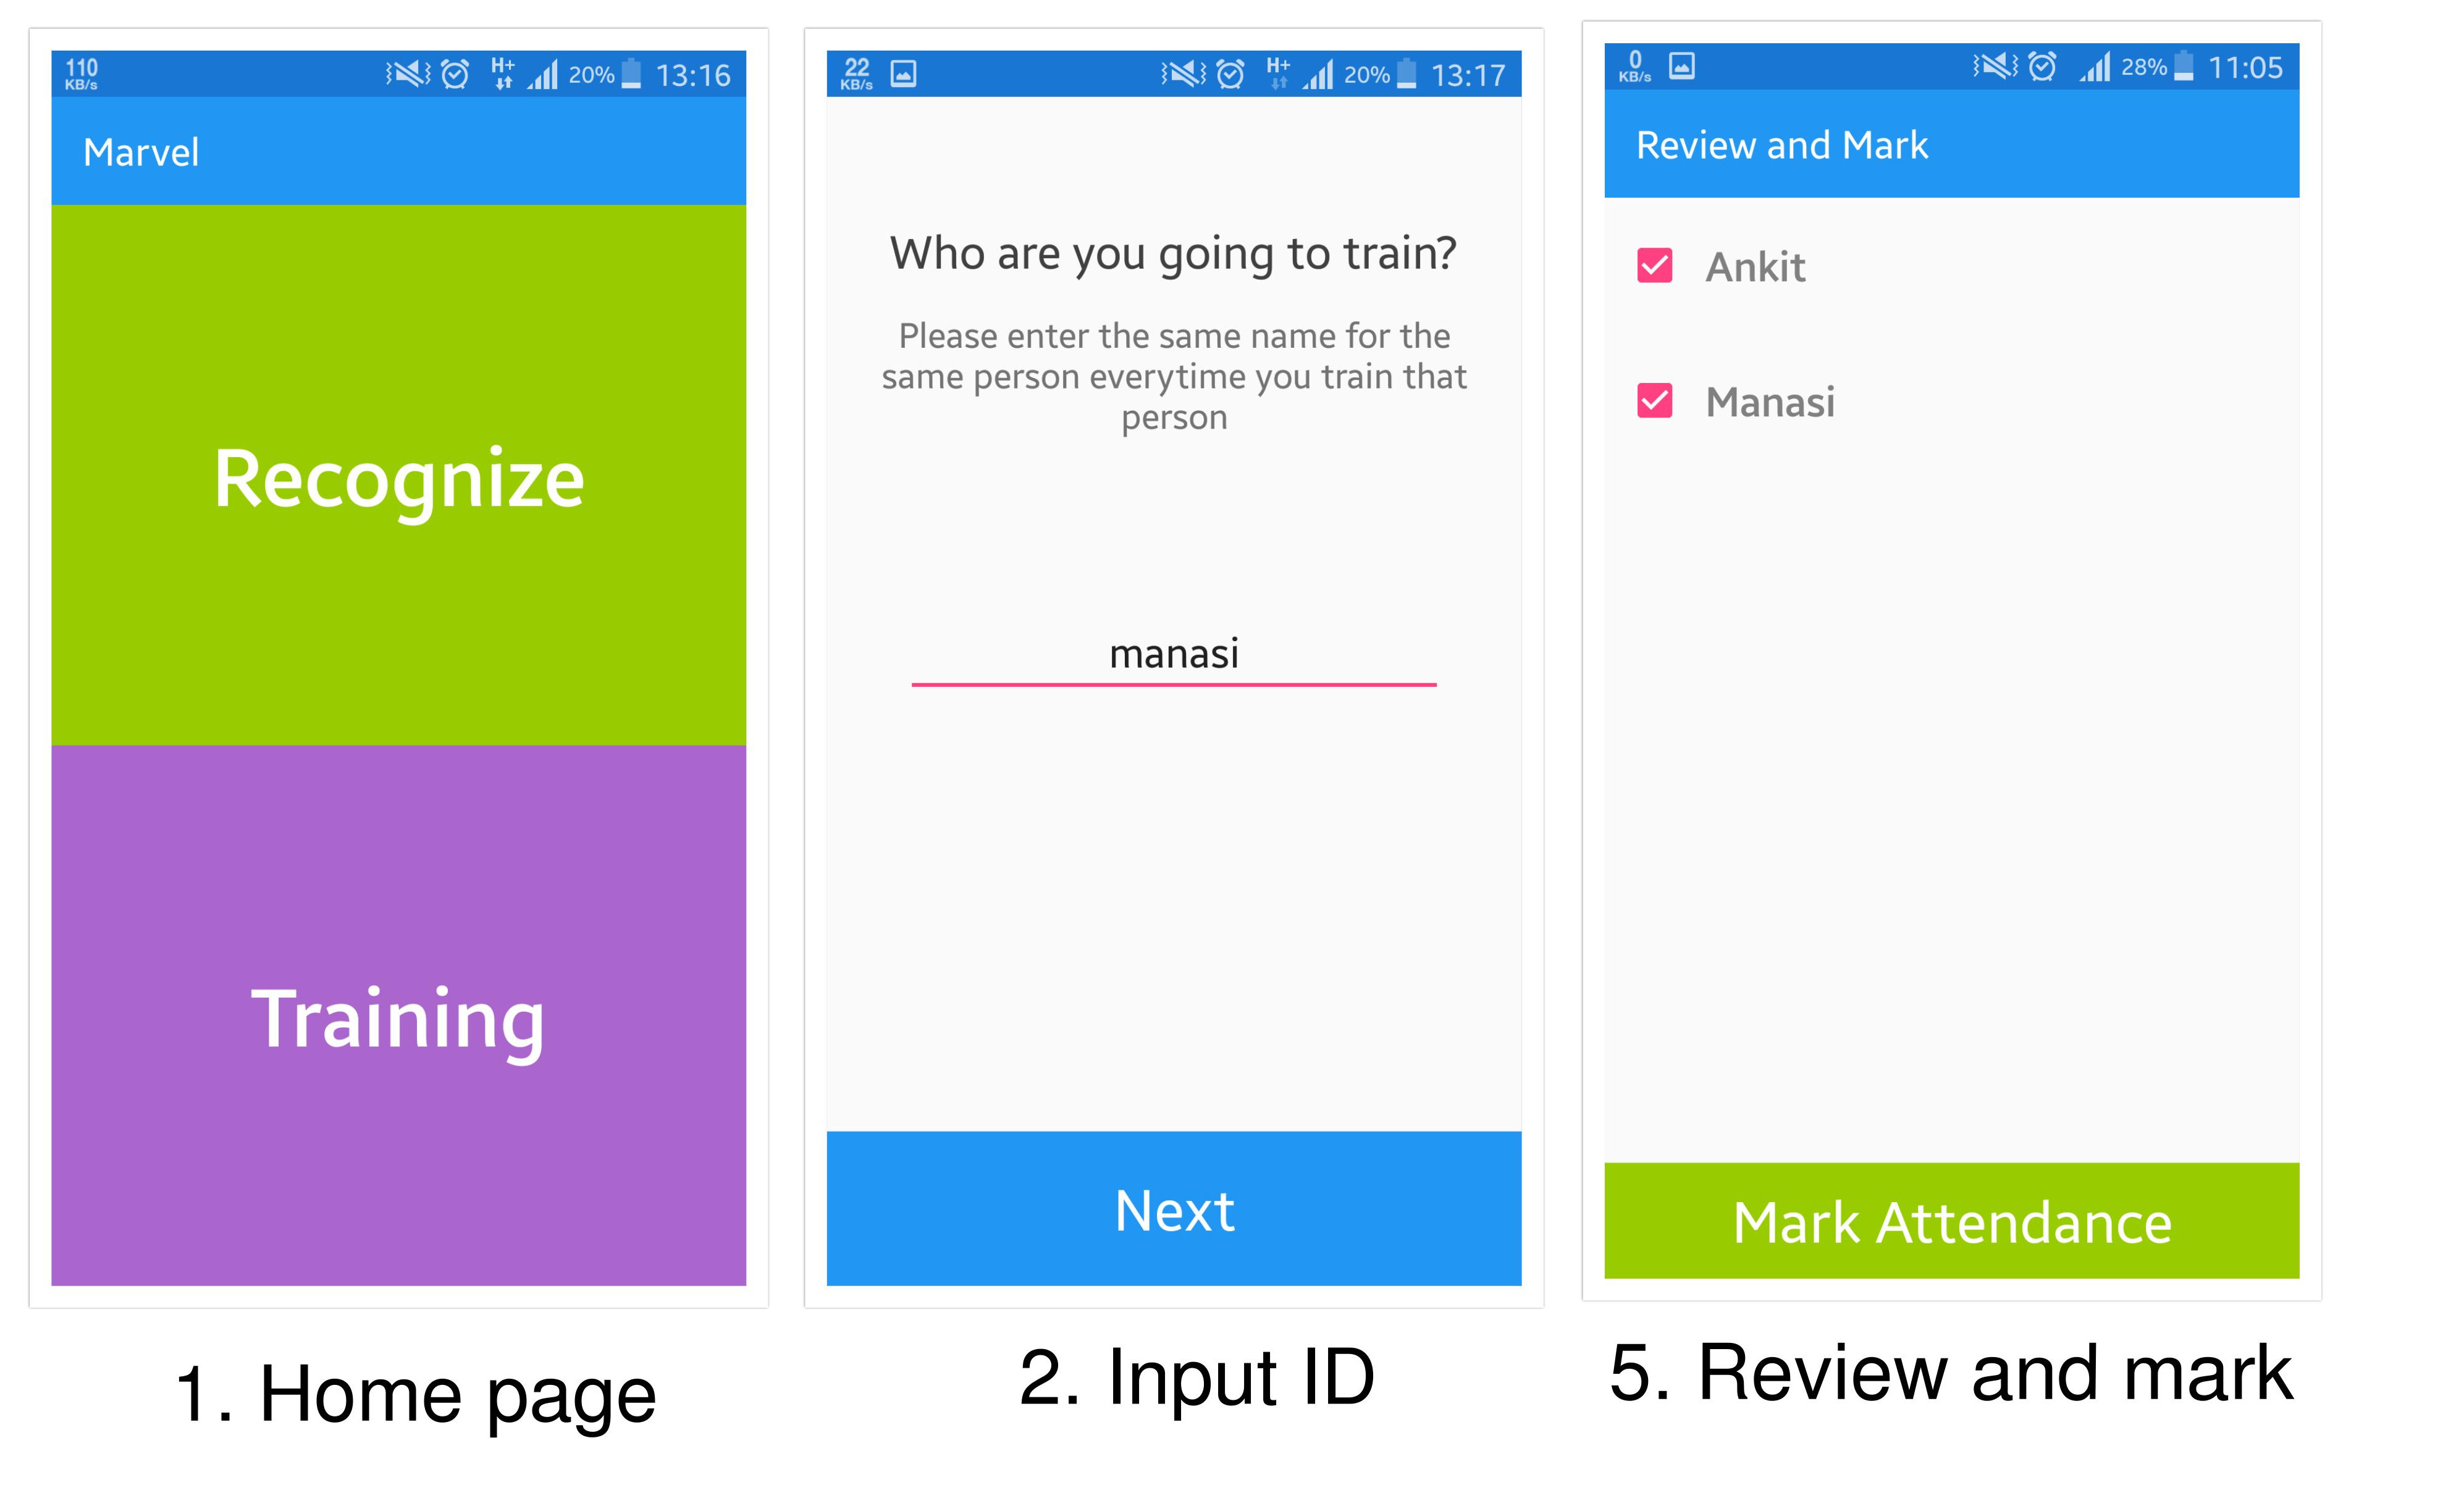 110
KB/s
H+
20%
13:16
Marvel
Recognize
Training
1. Home page
22
KB/s
H+
20%
13:17
Who are you going to train?
Please enter the same name for the
same person everytime you train that
person
manasi
Next
2. Input ID
0
KB/s
28%
11:05
Review and Mark
Ankit
Manasi
Mark Attendance
5. Review and mark